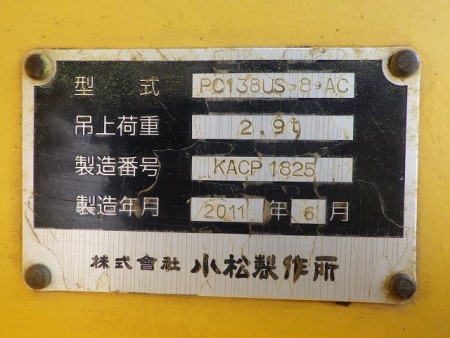 型式 PC138US-8-AC
吊上荷重 2.9t
製造番号 KACP 1825
製造年月 2011 年 6 月
株式會社 小松製作所